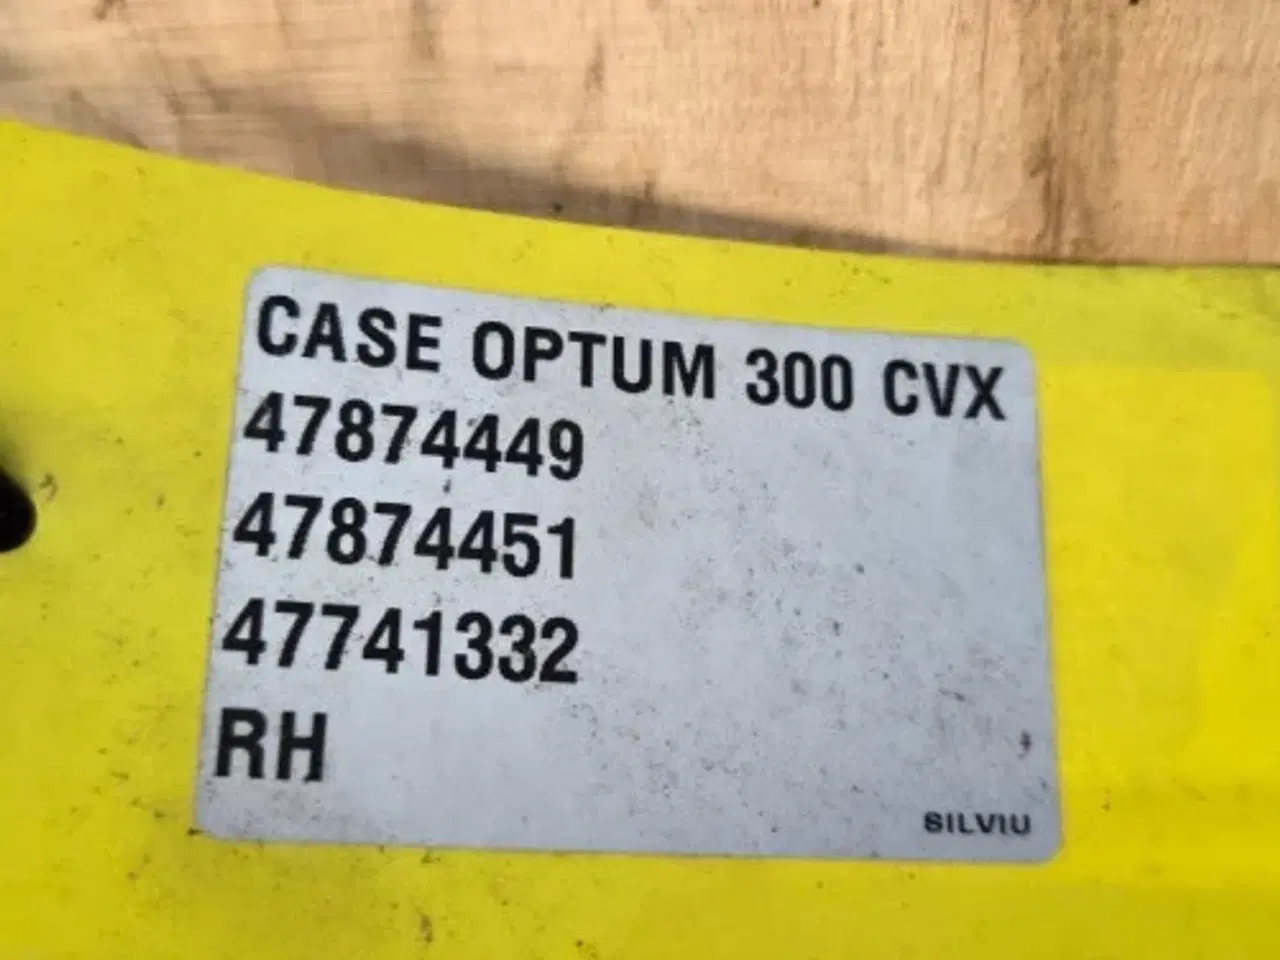 CASE OPTUM 300 CVX
47874449
47874451
47741332
RH
SILVIU